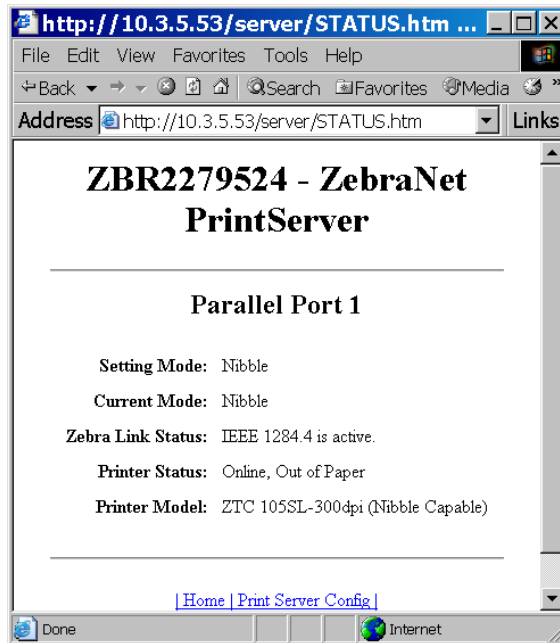 http://10.3.5.53/server/STATUS.htm ...
File Edit View Favorites Tools Help
Back Search Favorites Media »
Address http://10.3.5.53/server/STATUS.htm Links
ZBR2279524 - ZebraNet
PrintServer
Parallel Port 1
Setting Mode: Nibble
Current Mode: Nibble
Zebra Link Status: IEEE 1284.4 is active.
Printer Status: Online, Out of Paper
Printer Model: ZTC 105SL-300dpi (Nibble Capable)
| Home | Print Server Config |
Done Internet